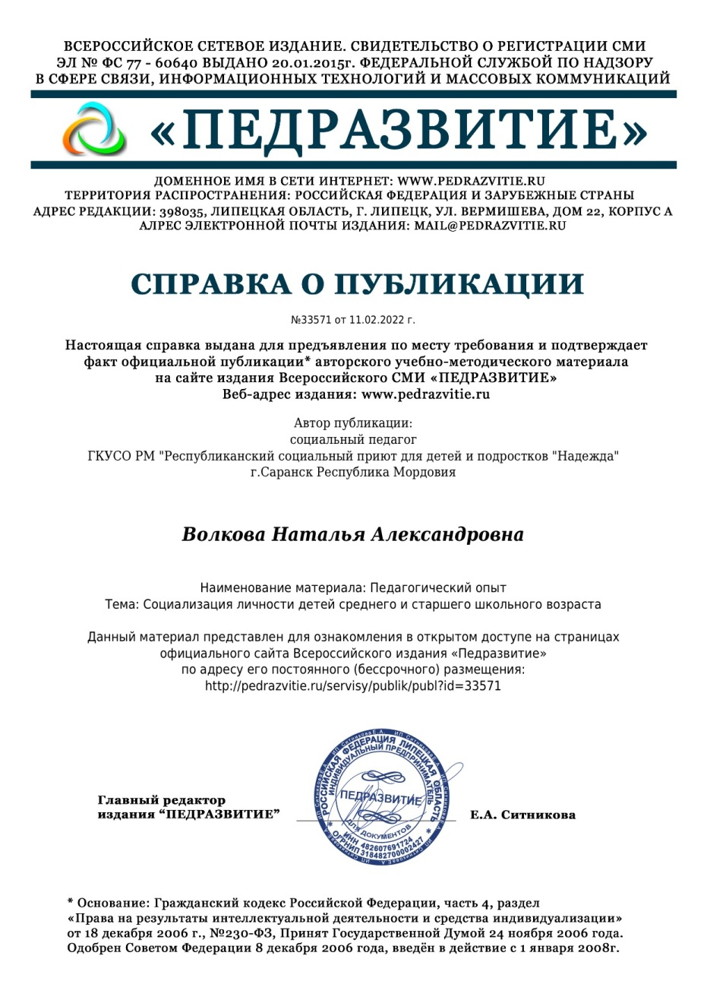 ВСЕРОССИЙСКОЕ СЕТЕВОЕ ИЗДАНИЕ. СВИДЕТЕЛЬСТВО О РЕГИСТРАЦИИ СМИ
ЭЛ № ФС 77 - 60640 ВЫДАНО 20.01.2015г. ФЕДЕРАЛЬНОЙ СЛУЖБОЙ ПО НАДЗОРУ
В СФЕРЕ СВЯЗИ, ИНФОРМАЦИОННЫХ ТЕХНОЛОГИЙ И МАССОВЫХ КОММУНИКАЦИЙ
«ПЕДРАЗВИТИЕ»
ДОМЕННОЕ ИМЯ В СЕТИ ИНТЕРНЕТ: WWW.PEDRAZVITIE.RU
ТЕРРИТОРИЯ РАСПРОСТРАНЕНИЯ: РОССИЙСКАЯ ФЕДЕРАЦИЯ И ЗАРУБЕЖНЫЕ СТРАНЫ
АДРЕС РЕДАКЦИИ: 398035, ЛИПЕЦКАЯ ОБЛАСТЬ, Г. ЛИПЕЦК, УЛ. ВЕРМИШЕВА, ДОМ 22, КОРПУС А
АЛРЕС ЭЛЕКТРОННОЙ ПОЧТЫ ИЗДАНИЯ: MAIL@PEDRAZVITIE.RU
СПРАВКА О ПУБЛИКАЦИИ
№33571 от 11.02.2022 г.
Настоящая справка выдана для предъявления по месту требования и подтверждает
факт официальной публикации* авторского учебно-методического материала
на сайте издания Всероссийского СМИ «ПЕДРАЗВИТИЕ»
Веб-адрес издания: www.pedrazvitie.ru
Автор публикации:
социальный педагог
ГКУСО РМ "Республиканский социальный приют для детей и подростков "Надежда"
г.Саранск Республика Мордовия
Волкова Наталья Александровна
Наименование материала: Педагогический опыт
Тема: Социализация личности детей среднего и старшего школьного возраста
Данный материал представлен для ознакомления в открытом доступе на страницах
официального сайта Всероссийского издания «Педразвитие»
по адресу его постоянного (бессрочного) размещения:
http://pedrazvitie.ru/servisy/publik/publ?id=33571
Главный редактор
издания “ПЕДРАЗВИТИЕ”
ИП Ситникова Е.А. ИП Ситникова Е.А.
РОССИЙСКАЯ ФЕДЕРАЦИЯ ЛИПЕЦКАЯ ОБЛАСТЬ
ИНДИВИДУАЛЬНЫЙ ПРЕДПРИНИМАТЕЛЬ
ПЕДРАЗВИТИЕ
ДЛЯ ДОКУМЕНТОВ
ИНН 482607691724
* ОГРНИП 318482700002427 *
Е.А. Ситникова
* Основание: Гражданский кодекс Российской Федерации, часть 4, раздел
«Права на результаты интеллектуальной деятельности и средства индивидуализации»
от 18 декабря 2006 г., №230-ФЗ, Принят Государственной Думой 24 ноября 2006 года.
Одобрен Советом Федерации 8 декабря 2006 года, введён в действие с 1 января 2008г.